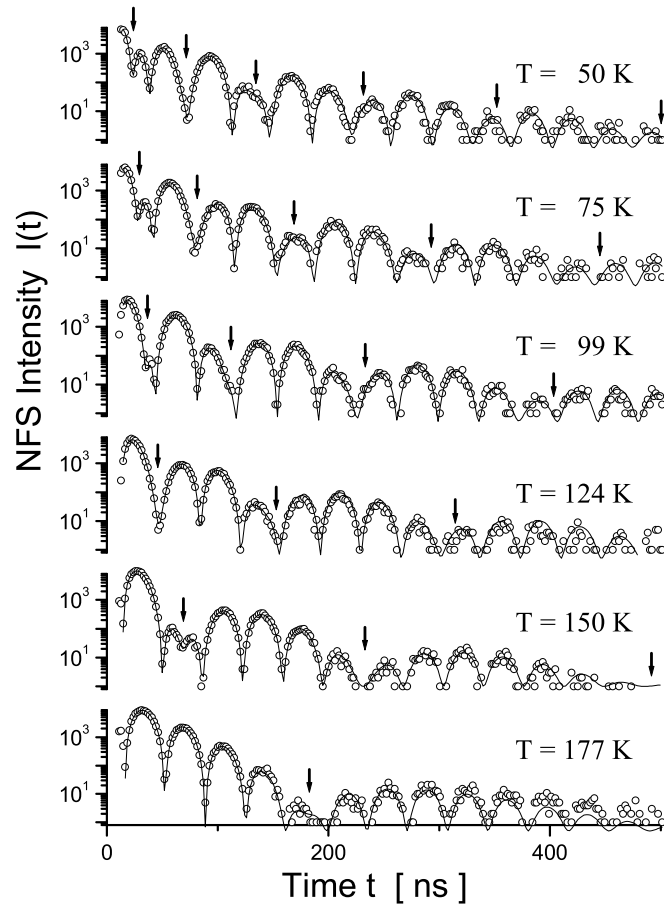 NFS Intensity I(t)
10³
10¹
T = 50 K
10³
10¹
T = 75 K
10³
10¹
T = 99 K
10³
10¹
T = 124 K
10³
10¹
T = 150 K
10³
10¹
T = 177 K
0 200 400
Time t [ ns ]